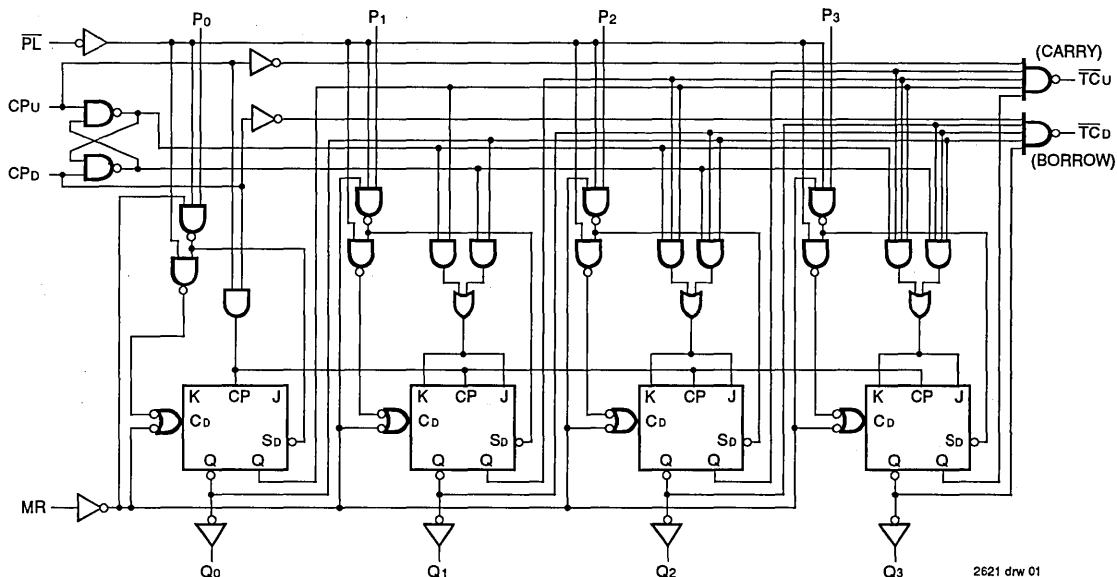 P0 P1 P2 P3
PL
(CARRY)
TCU
CPU
TCD
(BORROW)
CPD
K CP J K CP J K CP J K CP J
CD CD CD CD
SD SD SD SD
Q Q Q Q Q Q Q Q
MR
Q0 Q1 Q2 Q3
2621 drw 01